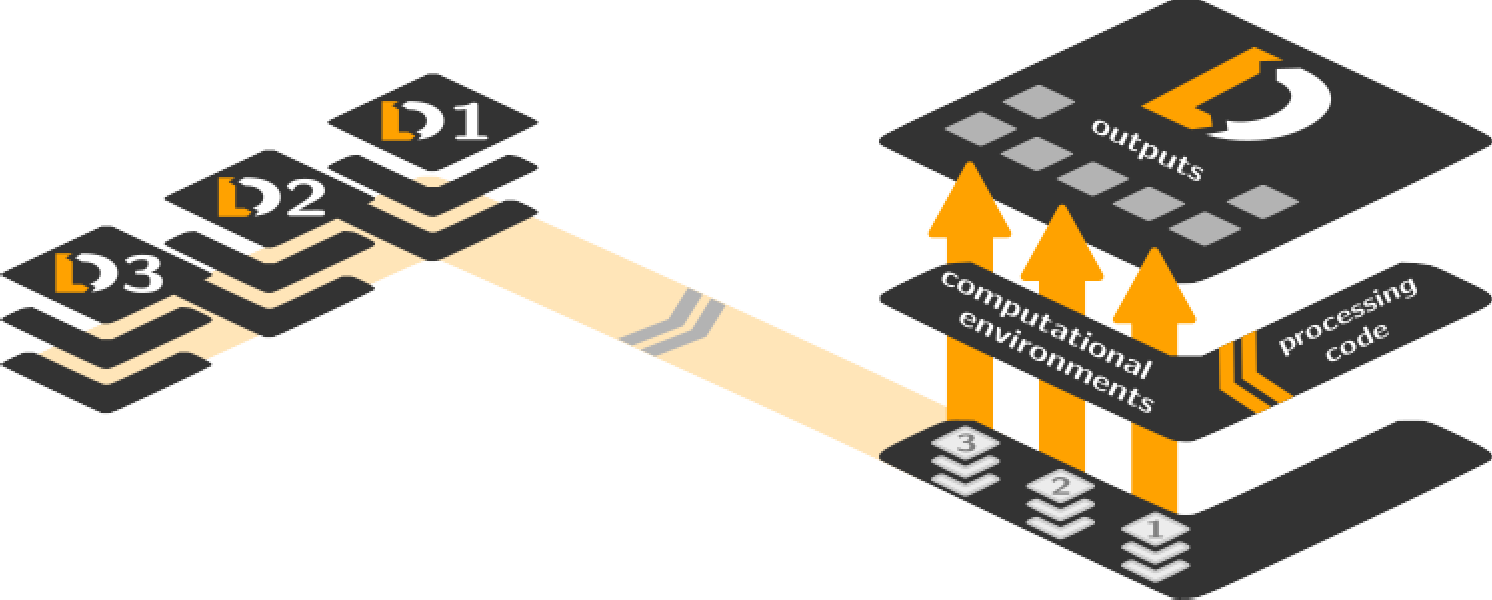 D1
D2
D3
D
outputs
computational
environments
processing
code
3
2
1